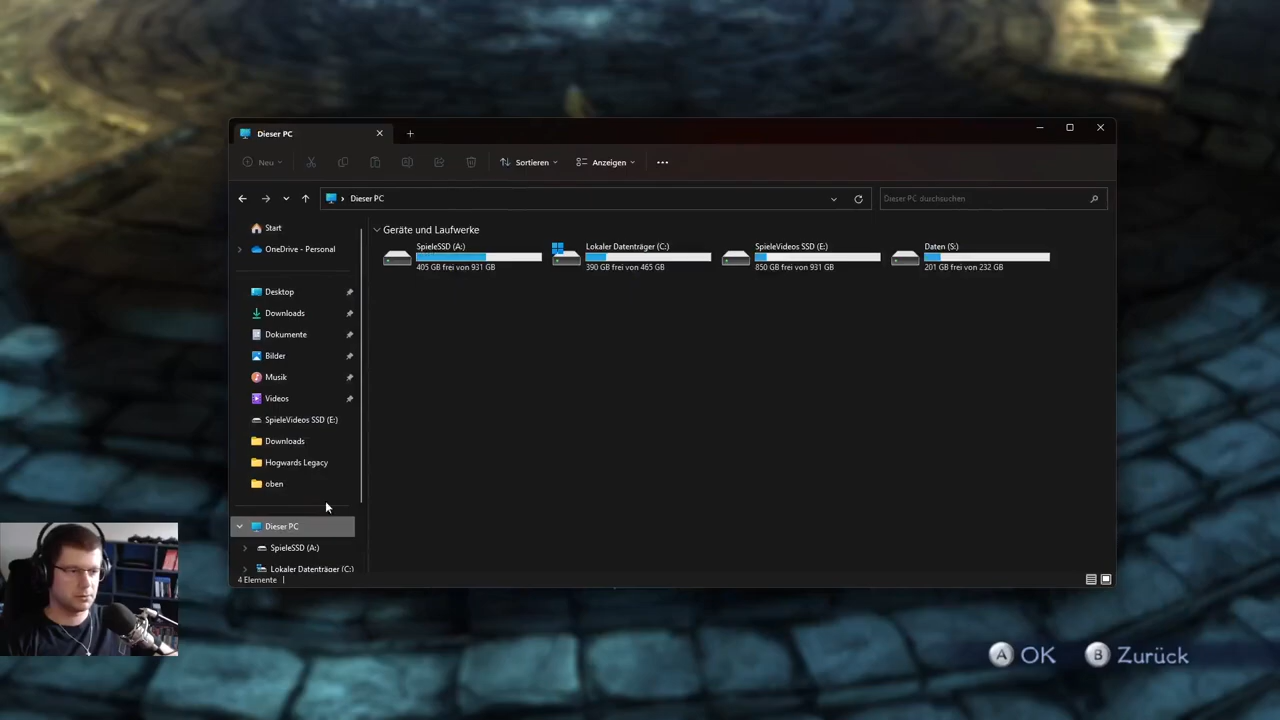 Dieser PC
Neu
Sortieren
Anzeigen
Dieser PC
Dieser PC durchsuchen
Start
OneDrive - Personal
Desktop
Downloads
Dokumente
Bilder
Musik
Videos
SpieleVideos SSD (E:)
Downloads
Hogwards Legacy
oben
Dieser PC
SpieleSSD (A:)
Lokaler Datenträger (C:)
4 Elemente
Geräte und Laufwerke
SpieleSSD (A:)
405 GB frei von 931 GB
Lokaler Datenträger (C:)
390 GB frei von 465 GB
SpieleVideos SSD (E:)
850 GB frei von 931 GB
Daten (S:)
201 GB frei von 232 GB
A OK B Zurück